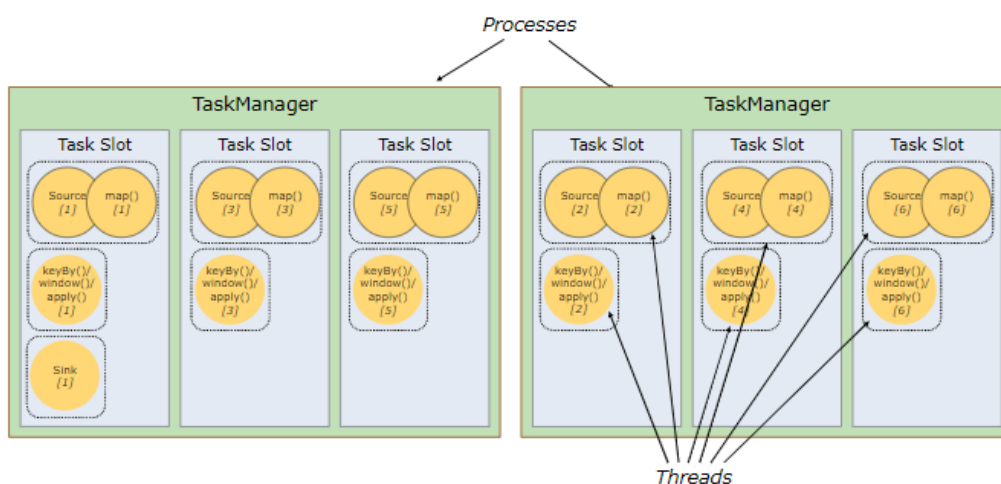 Processes
TaskManager
Task Slot
Source
[1]
map()
[1]
keyBy()/
window()/
apply()
[1]
Sink
[1]
Task Slot
Source
[3]
map()
[3]
keyBy()/
window()/
apply()
[3]
Task Slot
Source
[5]
map()
[5]
keyBy()/
window()/
apply()
[5]
TaskManager
Task Slot
Source
[2]
map()
[2]
keyBy()/
window()/
apply()
[2]
Task Slot
Source
[4]
map()
[4]
keyBy()/
window()/
apply()
[4]
Task Slot
Source
[6]
map()
[6]
keyBy()/
window()/
apply()
[6]
Threads